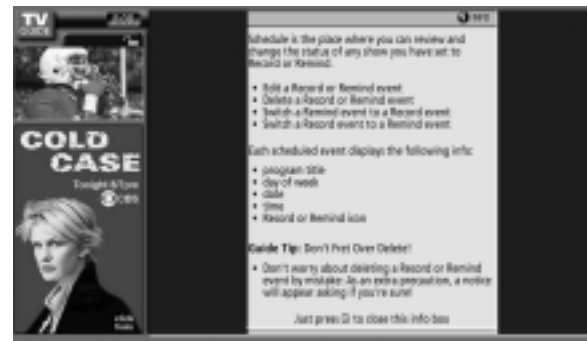 TV
GUIDE
COLD
CASE
Tonight 8/7pm
CBS
INFO
Schedule is the place where you can review and
change the status of any show you have set to
Record or Remind.
• Edit a Record or Remind event
• Delete a Record or Remind event
• Switch a Remind event to a Record event
• Switch a Record event to a Remind event
Each scheduled event displays the following info:
• program title
• day of week
• date
• time
• Record or Remind icon
Guide Tip: Don't Fret Over Delete!
• Don't worry about deleting a Record or Remind
event by mistake: As an extra precaution, a notice
will appear asking if you're sure!
Just press to close this info box